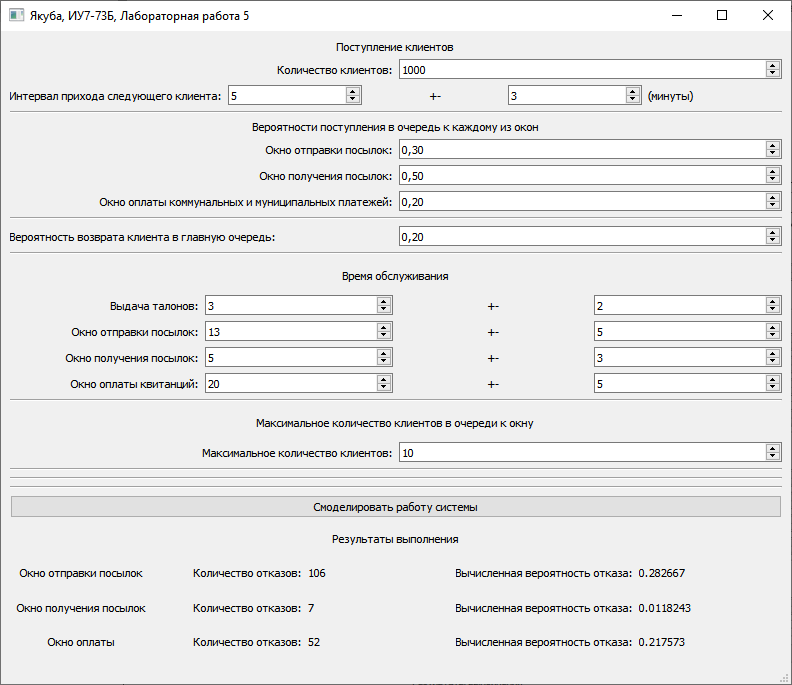 Якуба, ИУ7-73Б, Лабораторная работа 5
Поступление клиентов
Количество клиентов: 1000
Интервал прихода следующего клиента: 5 +- 3 (минуты)
Вероятности поступления в очередь к каждому из окон
Окно отправки посылок: 0,30
Окно получения посылок: 0,50
Окно оплаты коммунальных и муниципальных платежей: 0,20
Вероятность возврата клиента в главную очередь: 0,20
Время обслуживания
Выдача талонов: 3 +- 2
Окно отправки посылок: 13 +- 5
Окно получения посылок: 5 +- 3
Окно оплаты квитанций: 20 +- 5
Максимальное количество клиентов в очереди к окну
Максимальное количество клиентов: 10
Смоделировать работу системы
Результаты выполнения
Окно отправки посылок Количество отказов: 106 Вычисленная вероятность отказа: 0.282667
Окно получения посылок Количество отказов: 7 Вычисленная вероятность отказа: 0.0118243
Окно оплаты Количество отказов: 52 Вычисленная вероятность отказа: 0.217573